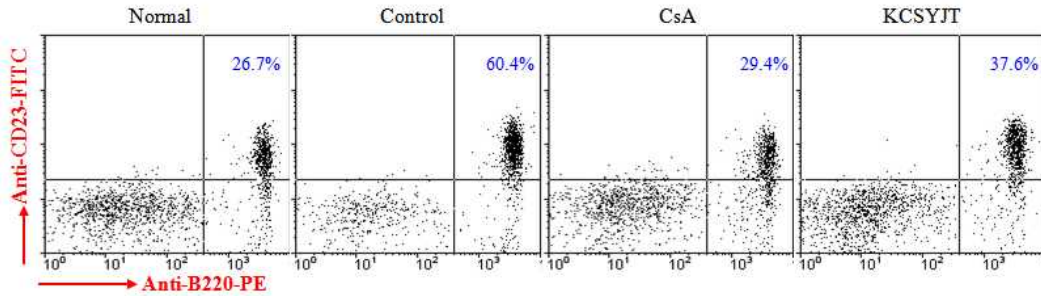 Normal Control CsA KCSYJT
26.7% 60.4% 29.4% 37.6%
Anti-CD23-FITC
10⁰ 10¹ 10² 10³ 10⁰ 10¹ 10² 10³ 10⁰ 10¹ 10² 10³ 10⁰ 10¹ 10² 10³
Anti-B220-PE